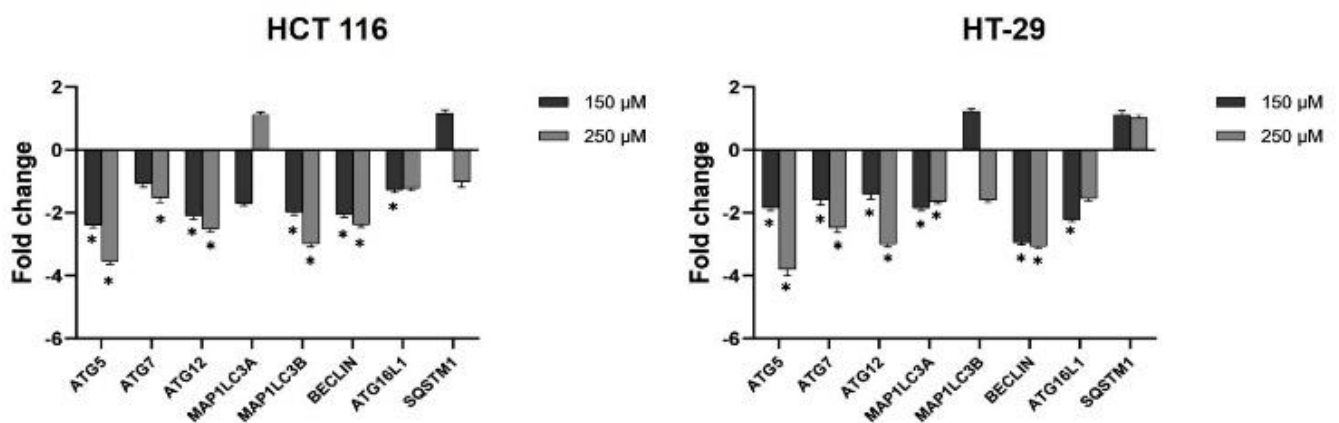 HCT 116
Fold change
2
0
-2
-4
-6
150 µM
250 µM
* * * * * * * * * * *
ATG5
ATG7
ATG12
MAP1LC3A
MAP1LC3B
BECLIN
ATG16L1
SQSTM1
HT-29
Fold change
2
0
-2
-4
-6
150 µM
250 µM
* * * * * * * * * * *
ATG5
ATG7
ATG12
MAP1LC3A
MAP1LC3B
BECLIN
ATG16L1
SQSTM1